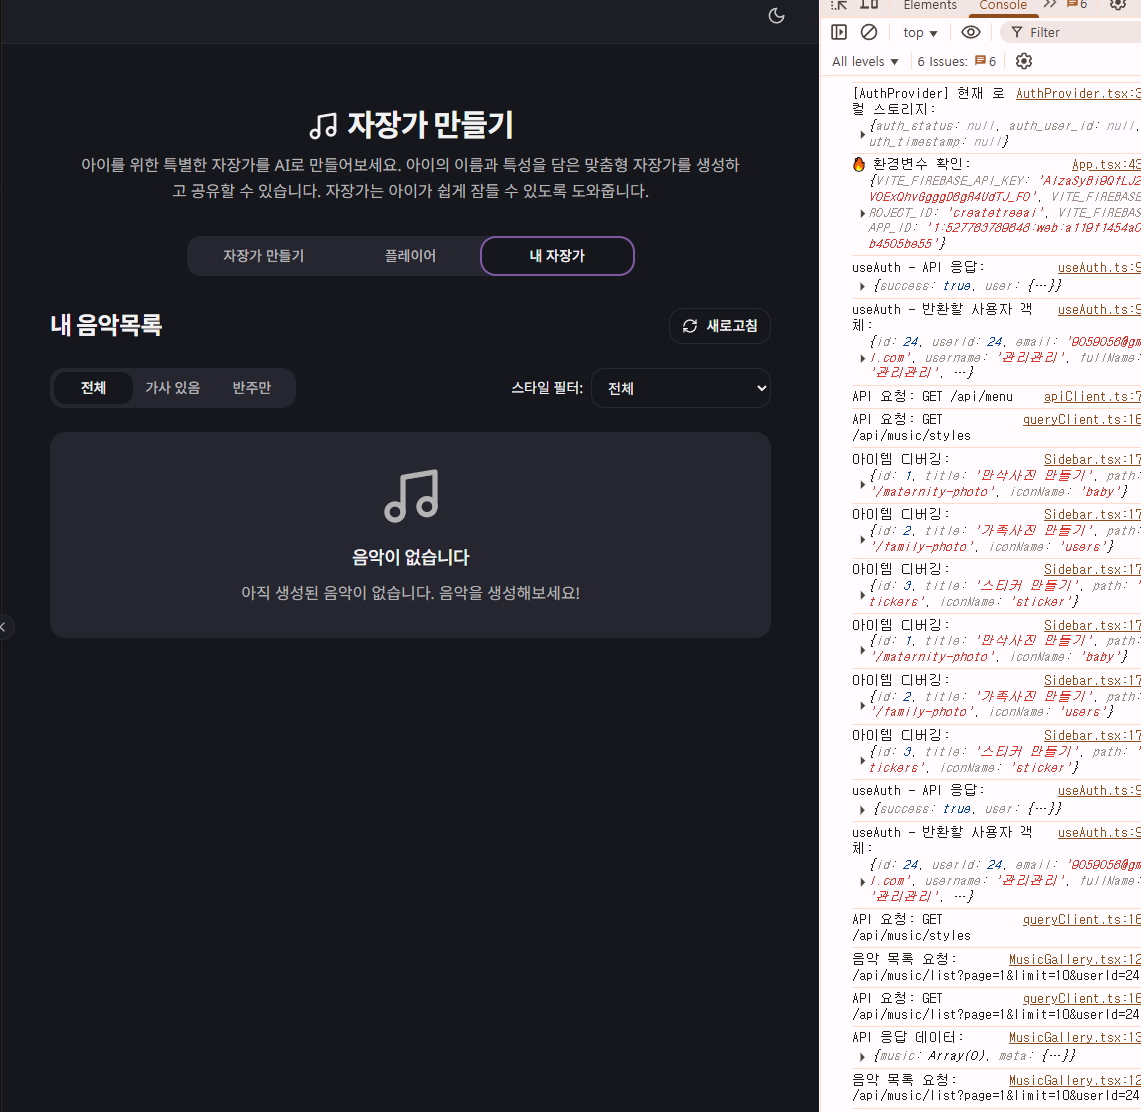 자장가 만들기
아이를 위한 특별한 자장가를 AI로 만들어보세요. 아이의 이름과 특성을 담은 맞춤형 자장가를 생성하
고 공유할 수 있습니다. 자장가는 아이가 쉽게 잠들 수 있도록 도와줍니다.
자장가 만들기
플레이어
내 자장가
내 음악목록
새로고침
전체
가사 있음
반주만
스타일 필터:
전체
음악이 없습니다
아직 생성된 음악이 없습니다. 음악을 생성해보세요!
Elements
Console
6
top
Filter
All levels
6 Issues:
6
[AuthProvider] 현재 로 AuthProvider.tsx:3
컬 스토리지:
{auth_status: null, auth_user_id: null,
uth_timestamp: null}
🔥 환경변수 확인: App.tsx:43
ROJECT_ID: 'createtreeai', VITE_FIREBAS
b4505be55'}
useAuth - API 응답: useAuth.ts:9
{success: true, user: {…}}
useAuth - 반환할 사용자 객 useAuth.ts:9
체:
{id: 24, userId: 24, email: '9059056@gm
l.com', username: '관리관리', fullName:
'관리관리', …}
API 요청: GET /api/menu apiClient.ts:7
API 요청: GET queryClient.ts:16
/api/music/styles
아이템 디버깅: Sidebar.tsx:17
{id: 1, title: '만삭사진 만들기', path:
'/maternity-photo', iconName: 'baby'}
아이템 디버깅: Sidebar.tsx:17
{id: 2, title: '가족사진 만들기', path:
'/family-photo', iconName: 'users'}
아이템 디버깅: Sidebar.tsx:17
{id: 3, title: '스티커 만들기', path: '
tickers', iconName: 'sticker'}
아이템 디버깅: Sidebar.tsx:17
{id: 1, title: '만삭사진 만들기', path:
'/maternity-photo', iconName: 'baby'}
아이템 디버깅: Sidebar.tsx:17
{id: 2, title: '가족사진 만들기', path:
'/family-photo', iconName: 'users'}
아이템 디버깅: Sidebar.tsx:17
{id: 3, title: '스티커 만들기', path: '
tickers', iconName: 'sticker'}
useAuth - API 응답: useAuth.ts:9
{success: true, user: {…}}
useAuth - 반환할 사용자 객 useAuth.ts:9
체:
{id: 24, userId: 24, email: '9059056@gm
l.com', username: '관리관리', fullName:
'관리관리', …}
API 요청: GET queryClient.ts:16
/api/music/styles
음악 목록 요청: MusicGallery.tsx:12
/api/music/list?page=1&limit=10&userId=24
API 요청: GET queryClient.ts:16
/api/music/list?page=1&limit=10&userId=24
API 응답 데이터: MusicGallery.tsx:13
{music: Array(0), meta: {…}}
음악 목록 요청: MusicGallery.tsx:12
/api/music/list?page=1&limit=10&userId=24